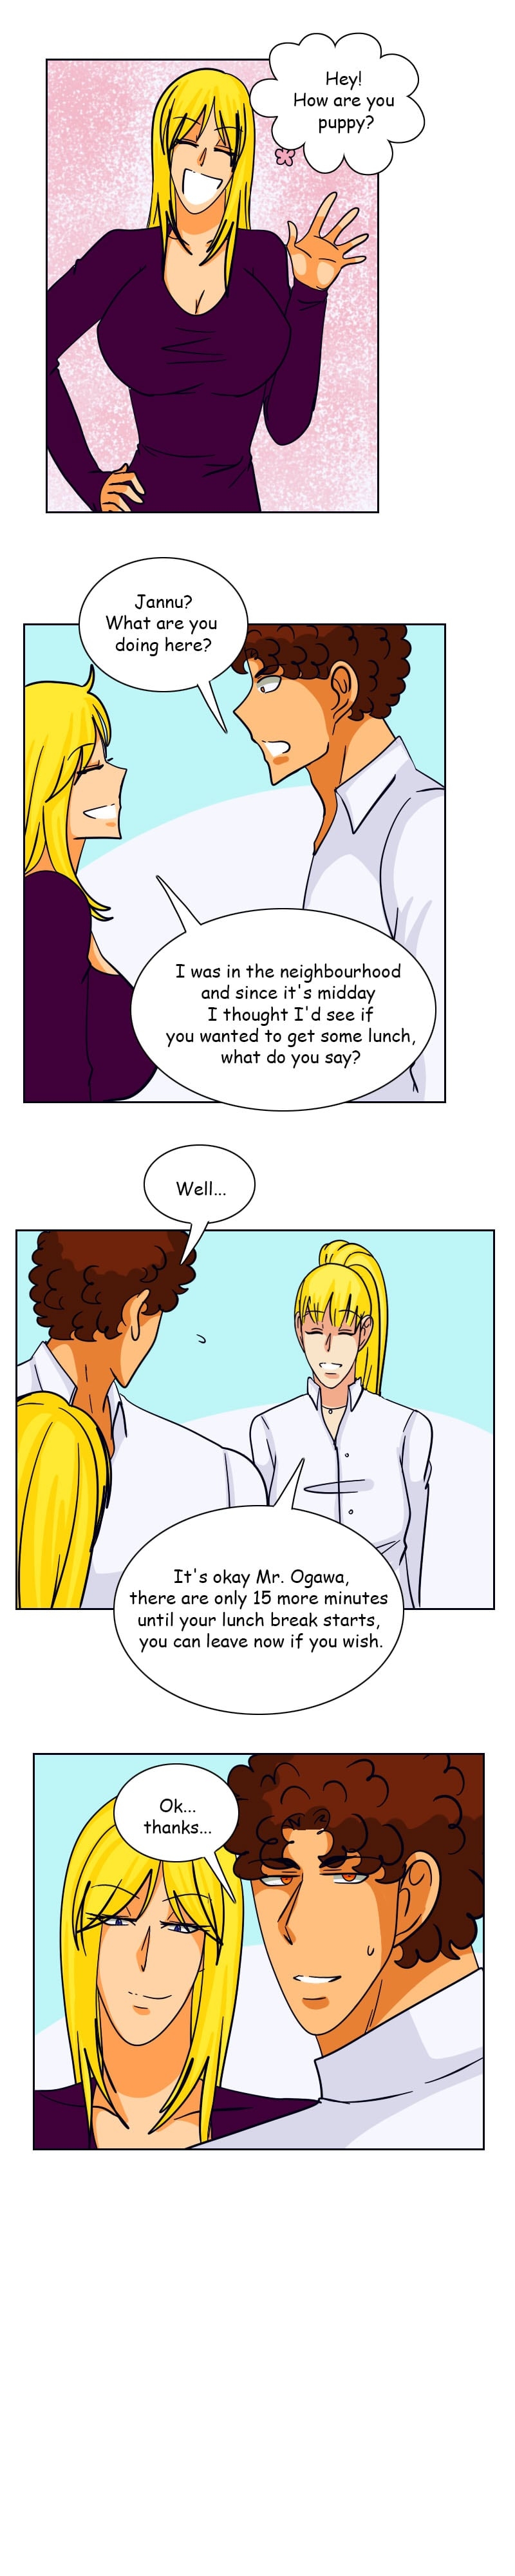 Hey!
How are you
puppy?
Jannu?
What are you
doing here?
I was in the neighbourhood
and since it's midday
I thought I'd see if
you wanted to get some lunch,
what do you say?
Well...
It's okay Mr. Ogawa,
there are only 15 more minutes
until your lunch break starts,
you can leave now if you wish.
Ok...
thanks...